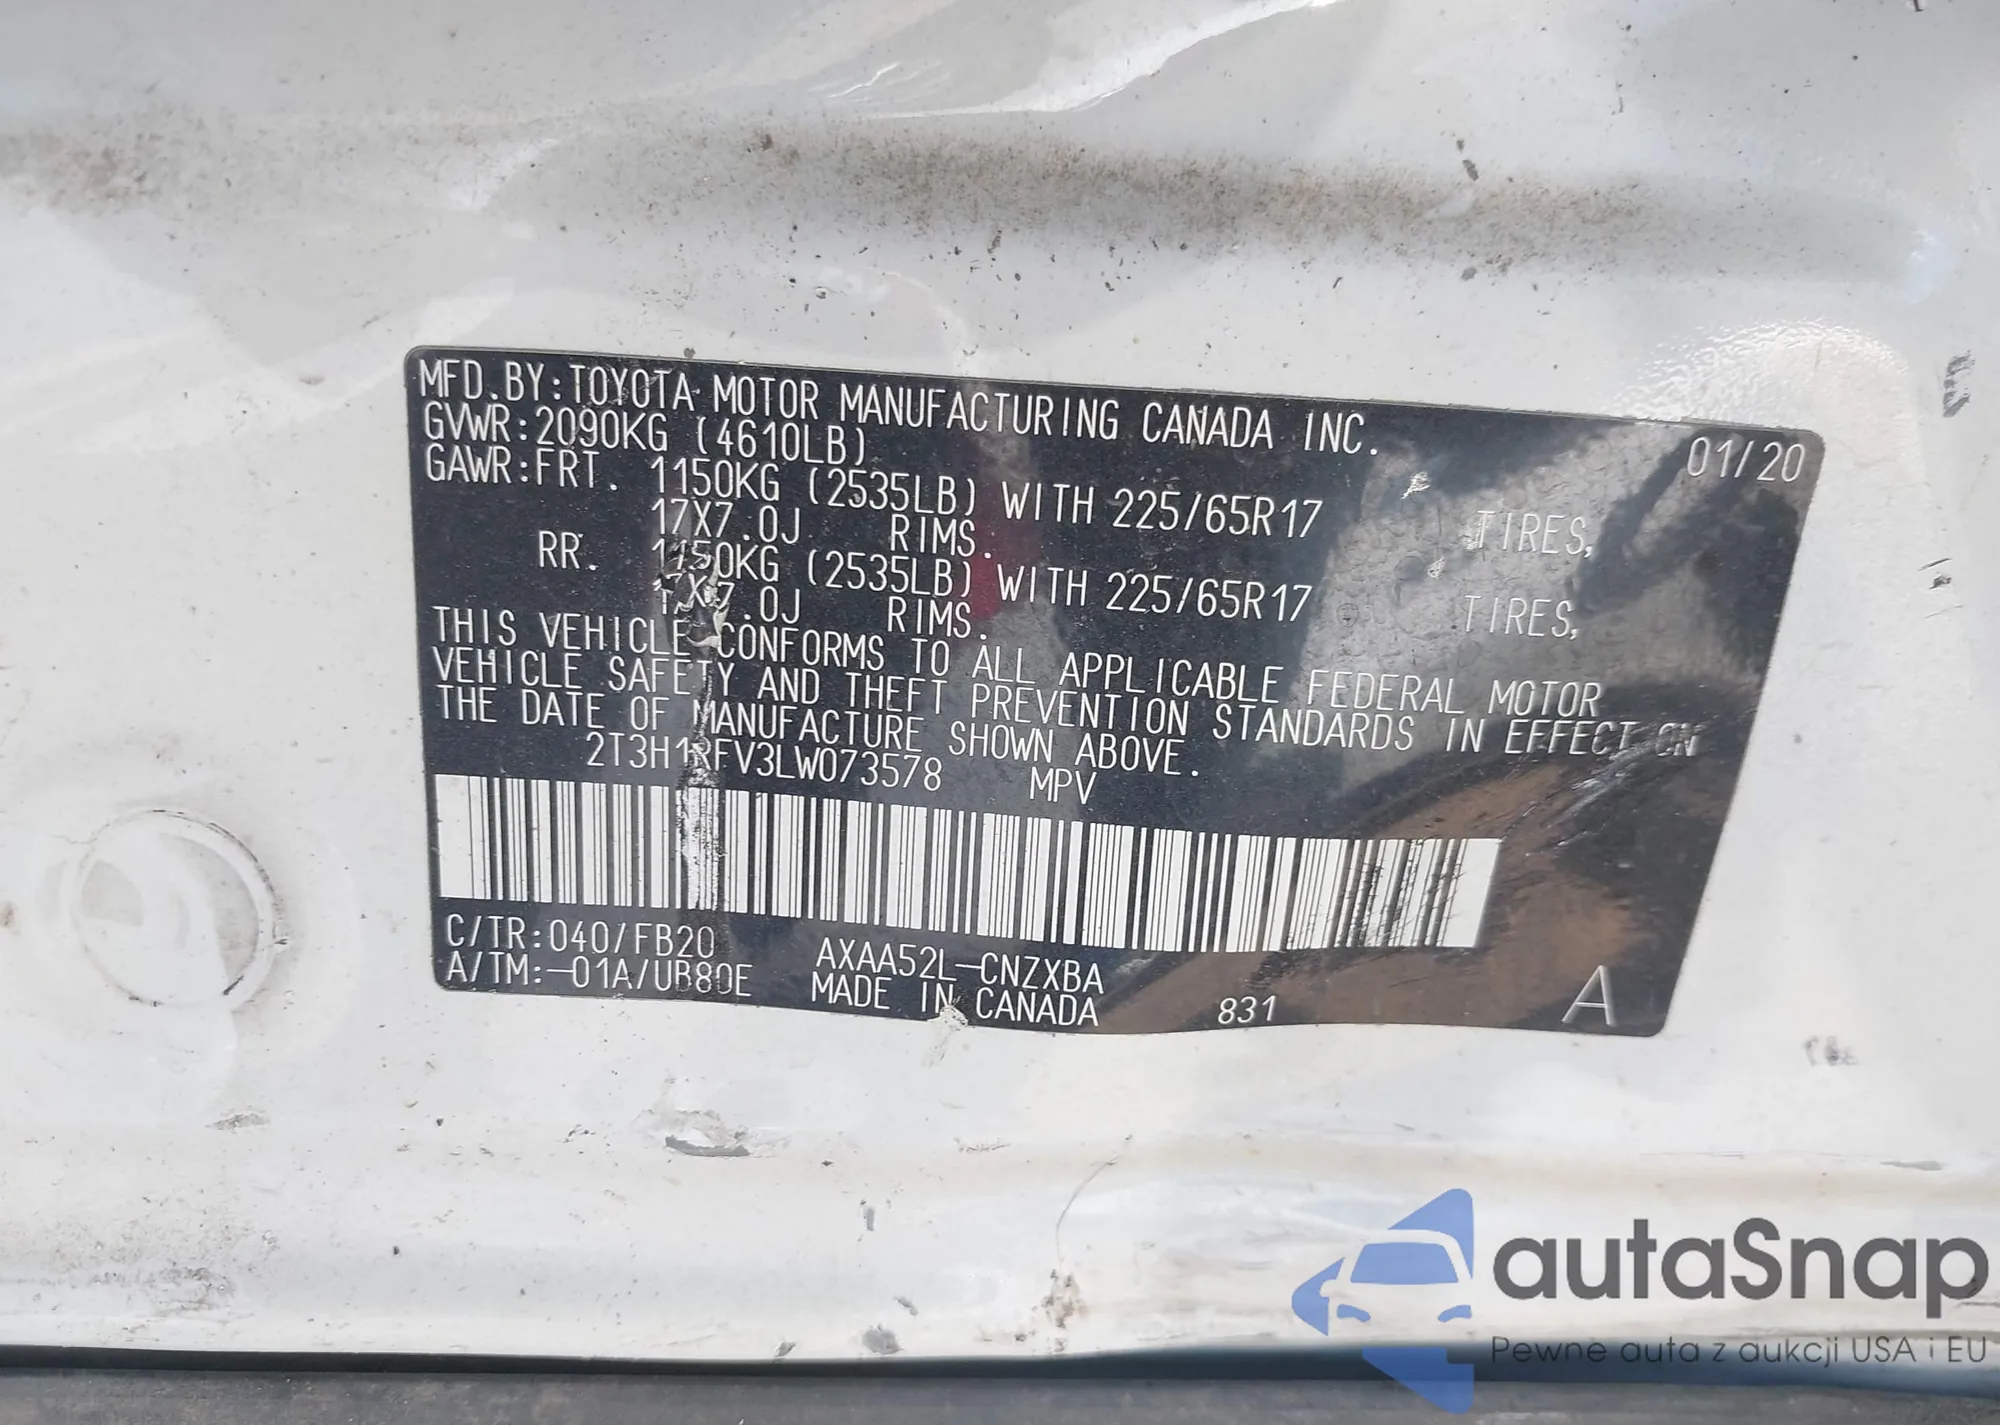 MFD.BY:TOYOTA MOTOR MANUFACTURING CANADA INC. 01/20
GVWR:2090KG (4610LB)
GAWR:FRT. 1150KG (2535LB) WITH 225/65R17 TIRES,
17X7.0J RIMS.
RR. 1150KG (2535LB) WITH 225/65R17 TIRES,
17X7.0J RIMS.
THIS VEHICLE CONFORMS TO ALL APPLICABLE FEDERAL MOTOR
VEHICLE SAFETY AND THEFT PREVENTION STANDARDS IN EFFECT ON
THE DATE OF MANUFACTURE SHOWN ABOVE.
2T3H1RFV3LW073578 MPV
C/TR:040/FB20 AXAA52L-CNZXBA
A/TM:-01A/UB80E MADE IN CANADA 831 A
autaSnap
Pewne auta z aukcji USA i EU